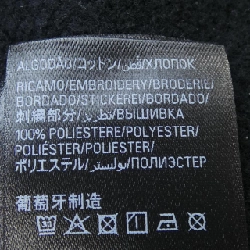 ALGODÃO/コットン/قطن/ХЛОПОК
RICAMO/EMBROIDERY/BRODERIE/
BORDADO/STICKEREI/BORDADO/
刺繍部分/تطريز/ВЫШИВКА
100% POLIESTERE/POLYESTER/
POLIÉSTER/POLIÉSTER/
ポリエステル/بوليستر/ПОЛИЭСТЕР
葡萄牙制造